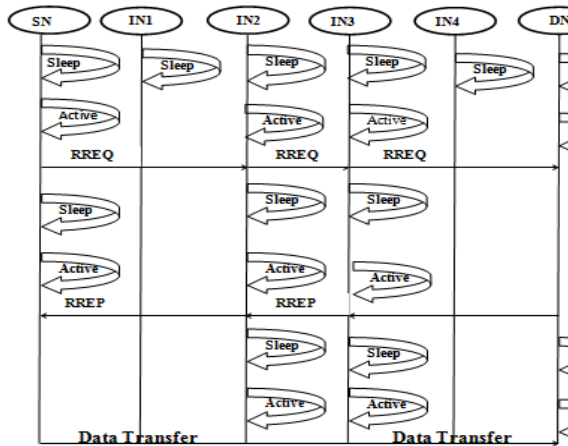 SN IN1 IN2 IN3 IN4 DN
Sleep Sleep Sleep Sleep Sleep
Active Active Active
RREQ RREQ RREQ
Sleep Sleep Sleep
Active Active Active
RREP RREP
Sleep Sleep
Active Active
Data Transfer Data Transfer